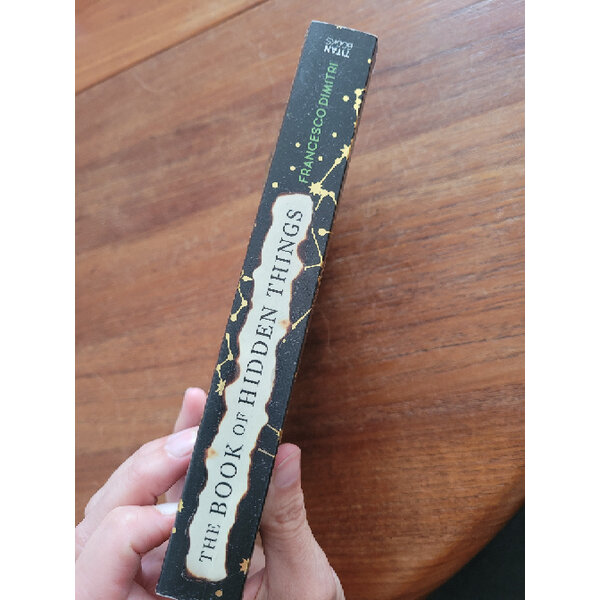 THE BOOK OF HIDDEN THINGS
FRANCESCO DIMITRI
TITAN
BOOKS